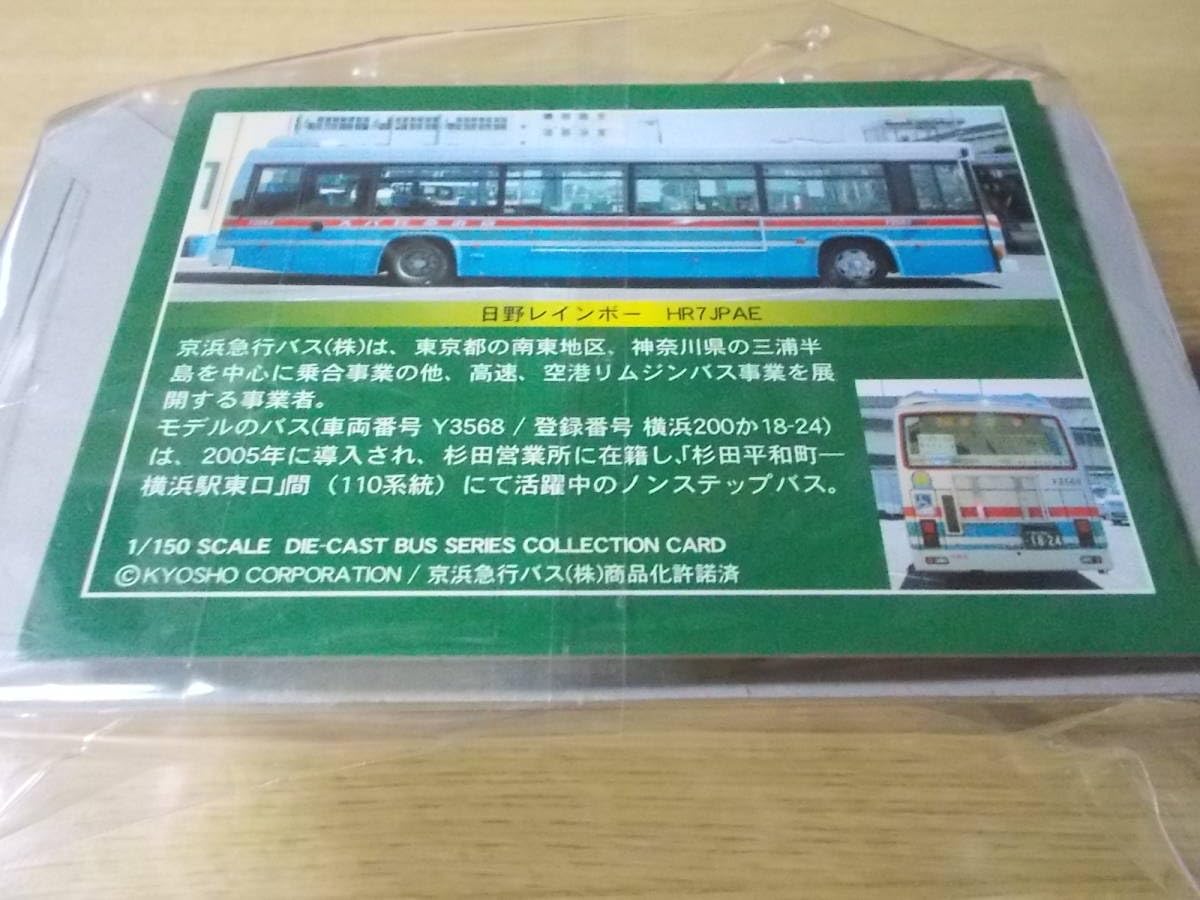 日野レインボー HR7JPAE
京浜急行バス(株)は、東京都の南東地区、神奈川県の三浦半
島を中心に乗合事業の他、高速、空港リムジンバス事業を展
開する事業者。
モデルのバス(車両番号 Y3568 / 登録番号 横浜200か18-24)
は、2005年に導入され、杉田営業所に在籍し、「杉田平和町―
横浜駅東口」間（110系統）にて活躍中のノンステップバス。
Y3568
18-24
1/150 SCALE DIE-CAST BUS SERIES COLLECTION CARD
©KYOSHO CORPORATION / 京浜急行バス(株)商品化許諾済